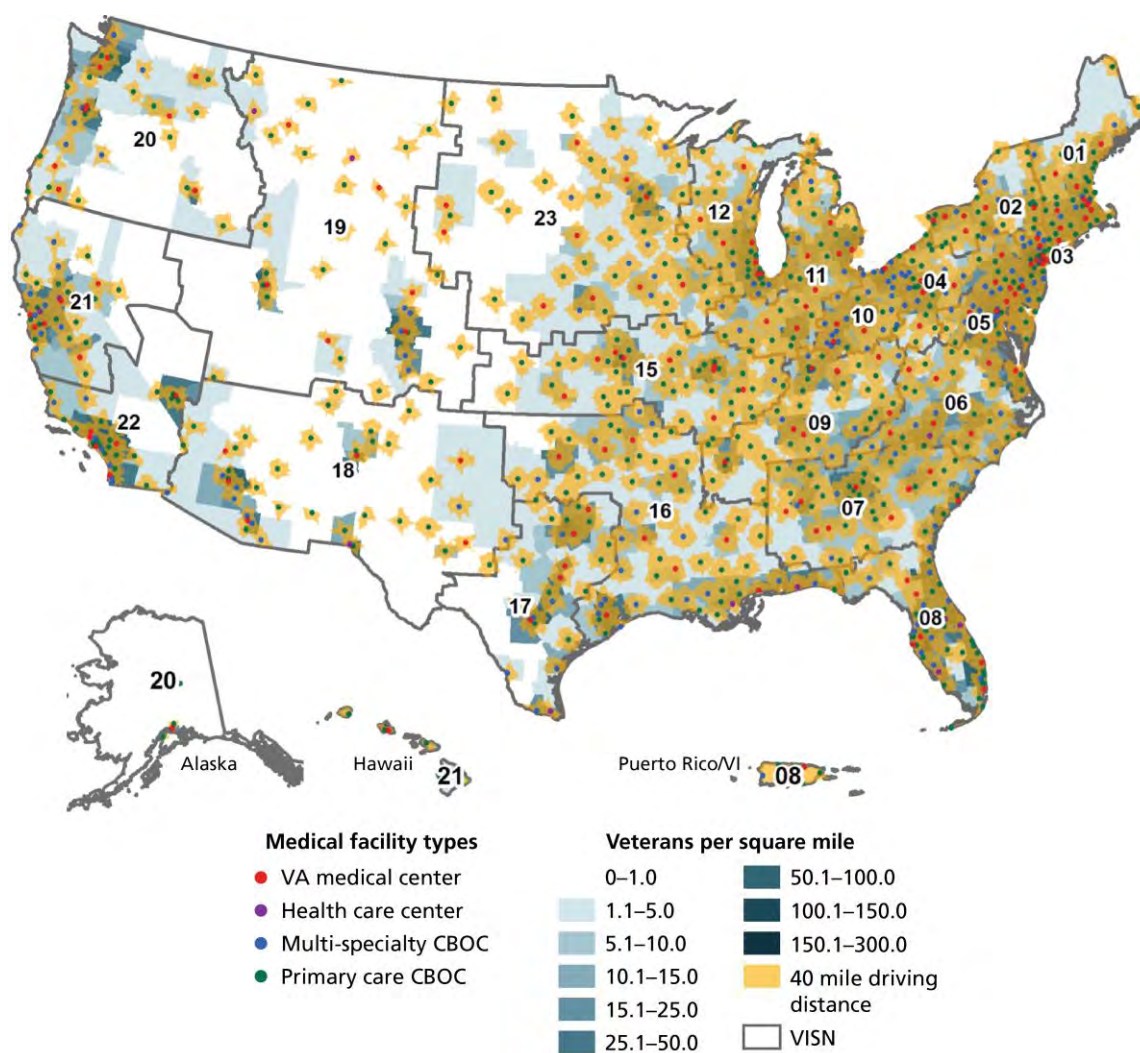 01
20
02
12
19
23
03
11
04
21
10
05
15
06
22
09
18
16
07
17
08
20
Alaska
Hawaii
21
Puerto Rico/VI
08
Medical facility types
VA medical center
Health care center
Multi-specialty CBOC
Primary care CBOC
Veterans per square mile
0–1.0
1.1–5.0
5.1–10.0
10.1–15.0
15.1–25.0
25.1–50.0
50.1–100.0
100.1–150.0
150.1–300.0
40 mile driving
distance
VISN